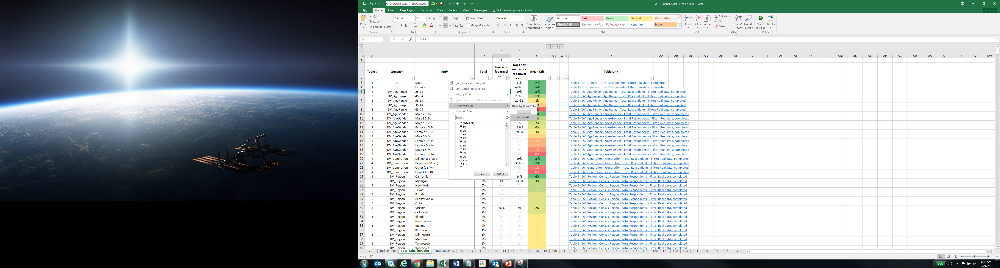 C:\Users\jverseput\AppData\Loc
WGT Banner 1.xlsx [Read-Only] - Excel
File Home Insert Page Layout Formulas Data Review View Developer Tell me what you want to do...
Cut
Copy
Format Painter
Paste
Clipboard
Calibri 11
B I U
Font
Wrap Text
Merge & Center
Alignment
General
$ % ,
Number
Conditional Formatting
Format as Table
Normal Bad Good Neutral Calculation
Check Cell Explanatory T... Followed Hyp... Hyperlink Input
Styles
Insert Delete Format
Cells
AutoSum
Fill
Clear
Sort & Filter
Find & Select
Editing
Share This File
WebEx
WebEx
E5 fx 35% C
1
2
A B C D E F G H N R X Y Z AA AB AC AD AE AF AG AH AI AJ AK AL AM AN AO AP AQ AR AS AT AU AV AW
1 B C
2 Table # Question Stub Total Owns a no-fee travel card Does not own a no-fee travel card Mean Diff Table Link
3 1 S1 Male 51% 14% Table 1 - S1 - Gender - Total Respondents - Filter: Real data, completed
4 1 S1 Female 49% B 14% Table 1 - S1 - Gender - Total Respondents - Filter: Real data, completed
5 2 DV_AgeRange 25-34 19% 16% Table 2 - DV_AgeRange - Age Range - Total Respondents - Filter: Real data, completed
6 2 DV_AgeRange 45-54 29% B 12% Table 2 - DV_AgeRange - Age Range - Total Respondents - Filter: Real data, completed
7 2 DV_AgeRange 55-64 20% B 8% Table 2 - DV_AgeRange - Age Range - Total Respondents - Filter: Real data, completed
8 2 DV_AgeRange 35-44 Table 2 - DV_AgeRange - Age Range - Total Respondents - Filter: Real data, completed
9 2 DV_AgeRange 65-74 Table 2 - DV_AgeRange - Age Range - Total Respondents - Filter: Real data, completed
10 3 DV_AgeGender Male 25-34 Table 3 - DV_AgeGender - Age/Gender - Total Respondents - Filter: Real data, completed
11 3 DV_AgeGender Male 35-44 Table 3 - DV_AgeGender - Age/Gender - Total Respondents - Filter: Real data, completed
12 3 DV_AgeGender Male 45-54 16% B 7% Table 3 - DV_AgeGender - Age/Gender - Total Respondents - Filter: Real data, completed
13 3 DV_AgeGender Female 45-54 13% B 6% Table 3 - DV_AgeGender - Age/Gender - Total Respondents - Filter: Real data, completed
14 3 DV_AgeGender Female 55-64 9% B 4% Table 3 - DV_AgeGender - Age/Gender - Total Respondents - Filter: Real data, completed
15 3 DV_AgeGender Male 55-64 11% Table 3 - DV_AgeGender - Age/Gender - Total Respondents - Filter: Real data, completed
16 3 DV_AgeGender Female 35-44 14% 2% Table 3 - DV_AgeGender - Age/Gender - Total Respondents - Filter: Real data, completed
17 3 DV_AgeGender Female 65-74 3% 2% Table 3 - DV_AgeGender - Age/Gender - Total Respondents - Filter: Real data, completed
18 3 DV_AgeGender Male 65-74 3% 1% Table 3 - DV_AgeGender - Age/Gender - Total Respondents - Filter: Real data, completed
19 3 DV_AgeGender Female 25-34 10% 0% Table 3 - DV_AgeGender - Age/Gender - Total Respondents - Filter: Real data, completed
20 4 DV_Generation Millennials (25-34) 19% 16% Table 4 - DV_Generation - Generation - Total Respondents - Filter: Real data, completed
21 4 DV_Generation Boomers (51-70) 36% B 15% Table 4 - DV_Generation - Generation - Total Respondents - Filter: Real data, completed
22 4 DV_Generation Other (71-74) 2% 1% Table 4 - DV_Generation - Generation - Total Respondents - Filter: Real data, completed
23 4 DV_Generation GenX (35-50) 43% 0% Table 4 - DV_Generation - Generation - Total Respondents - Filter: Real data, completed
24 5 DV_Region California 14% 6% Table 5 - DV_Region - Census Region - Total Respondents - Filter: Real data, completed
25 5 DV_Region Michigan 2% 1% 4% B 3% Table 5 - DV_Region - Census Region - Total Respondents - Filter: Real data, completed
26 5 DV_Region New York 9% 10% 7% Table 5 - DV_Region - Census Region - Total Respondents - Filter: Real data, completed
27 5 DV_Region Texas 7% 5% 8% Table 5 - DV_Region - Census Region - Total Respondents - Filter: Real data, completed
28 5 DV_Region Florida 9% 10% 8% Table 5 - DV_Region - Census Region - Total Respondents - Filter: Real data, completed
29 5 DV_Region Pennsylvania 4% 3% 5% Table 5 - DV_Region - Census Region - Total Respondents - Filter: Real data, completed
30 5 DV_Region Ohio 3% 2% 4% Table 5 - DV_Region - Census Region - Total Respondents - Filter: Real data, completed
31 5 DV_Region Virginia 3% 4% C 2% 2% Table 5 - DV_Region - Census Region - Total Respondents - Filter: Real data, completed
32 5 DV_Region Colorado 2% 3% 1% Table 5 - DV_Region - Census Region - Total Respondents - Filter: Real data, completed
33 5 DV_Region Illinois 4% 5% 4% Table 5 - DV_Region - Census Region - Total Respondents - Filter: Real data, completed
34 5 DV_Region New Jersey 3% 3% 4% Table 5 - DV_Region - Census Region - Total Respondents - Filter: Real data, completed
35 5 DV_Region Indiana 2% 1% 2% Table 5 - DV_Region - Census Region - Total Respondents - Filter: Real data, completed
36 5 DV_Region Kentucky 1% 1% 2% Table 5 - DV_Region - Census Region - Total Respondents - Filter: Real data, completed
37 5 DV_Region Minnesota 1% 1% 2% Table 5 - DV_Region - Census Region - Total Respondents - Filter: Real data, completed
38 5 DV_Region Missouri 2% 1% 2% Table 5 - DV_Region - Census Region - Total Respondents - Filter: Real data, completed
39 5 DV_Region Tennessee 2% 1% 2% Table 5 - DV_Region - Census Region - Total Respondents - Filter: Real data, completed
40 5 DV_Region Wisconsin 2% 1% 2% Table 5 - DV_Region - Census Region - Total Respondents - Filter: Real data, completed
Sort Smallest to Largest
Sort Largest to Smallest
Sort by Color
Clear Filter From "Owns a no-fee tra..."
Filter by Color
Number Filters
Search
(Select All)
1%
2%
3%
4%
5%
6%
7%
8%
9%
10%
11%
OK Cancel
Filter by Font Color
Automatic
IndexSheet TotalTabsPlusColor TotalTabsPlus TotalTabs T1 T2 T3 T4 T5 T6 T7 T8 T9 T10 T11 T12 T13 T14 T15 T16 T17 T18 T19 T20 T21 T22 T23 T24 T25 T26 T27 ...
Ready
100%
99%
8:43 AM
12/21/2016